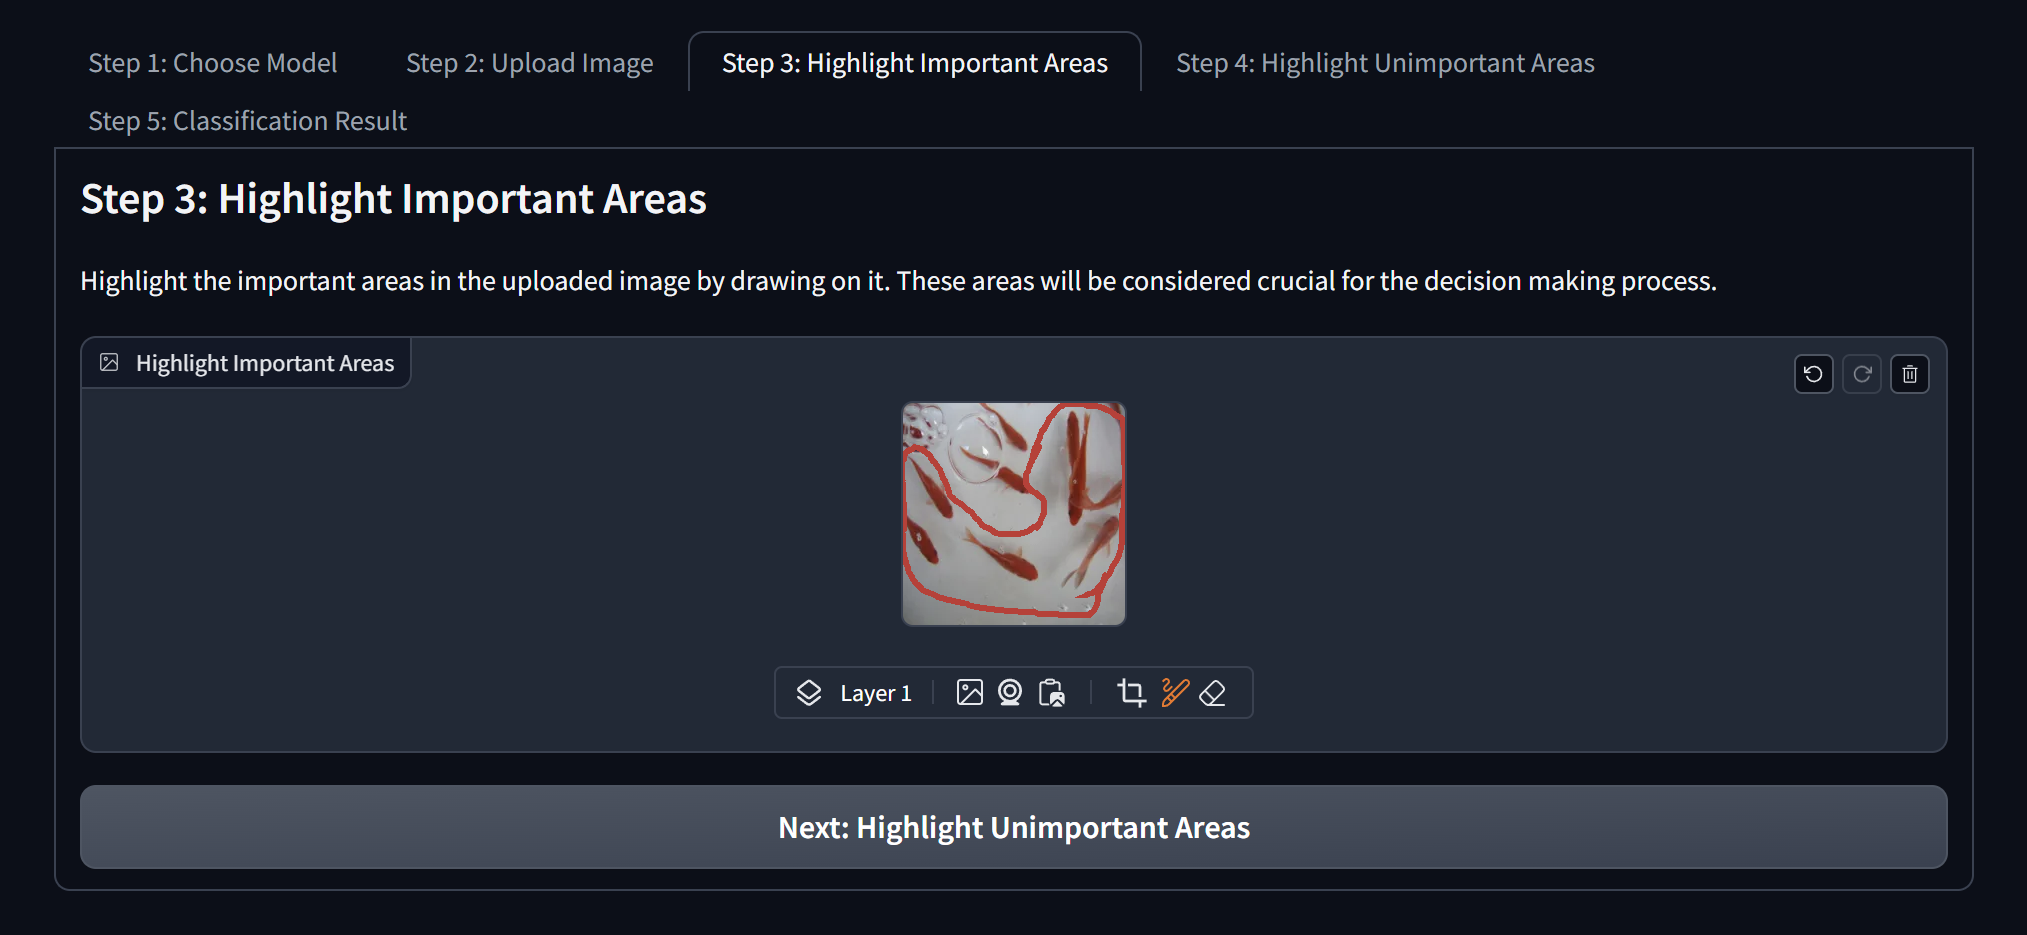 Step 1: Choose Model
Step 2: Upload Image
Step 3: Highlight Important Areas
Step 4: Highlight Unimportant Areas
Step 5: Classification Result
Step 3: Highlight Important Areas
Highlight the important areas in the uploaded image by drawing on it. These areas will be considered crucial for the decision making process.
Highlight Important Areas
Layer 1
Next: Highlight Unimportant Areas